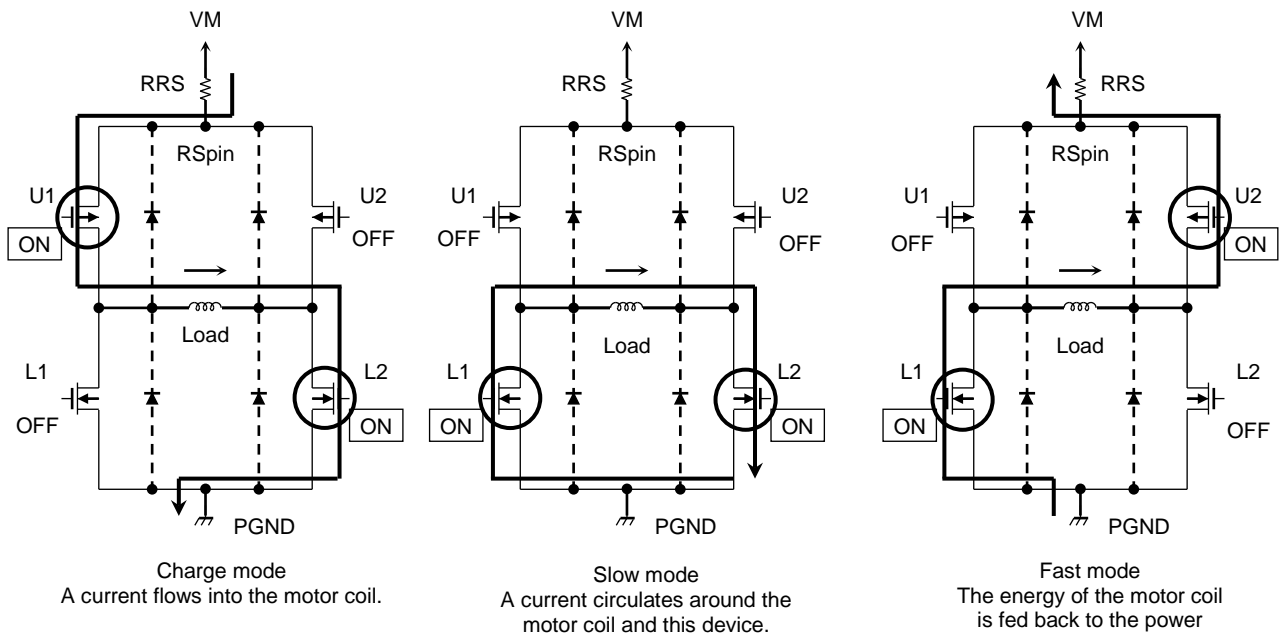 VM
RRS
RSpin
U1
U2
ON
OFF
Load
L1
L2
OFF
ON
PGND
Charge mode
A current flows into the motor coil.
VM
RRS
RSpin
U1
U2
OFF
OFF
Load
L1
L2
ON
ON
PGND
Slow mode
A current circulates around the
motor coil and this device.
VM
RRS
RSpin
U1
U2
OFF
ON
Load
L1
L2
ON
OFF
PGND
Fast mode
The energy of the motor coil
is fed back to the power